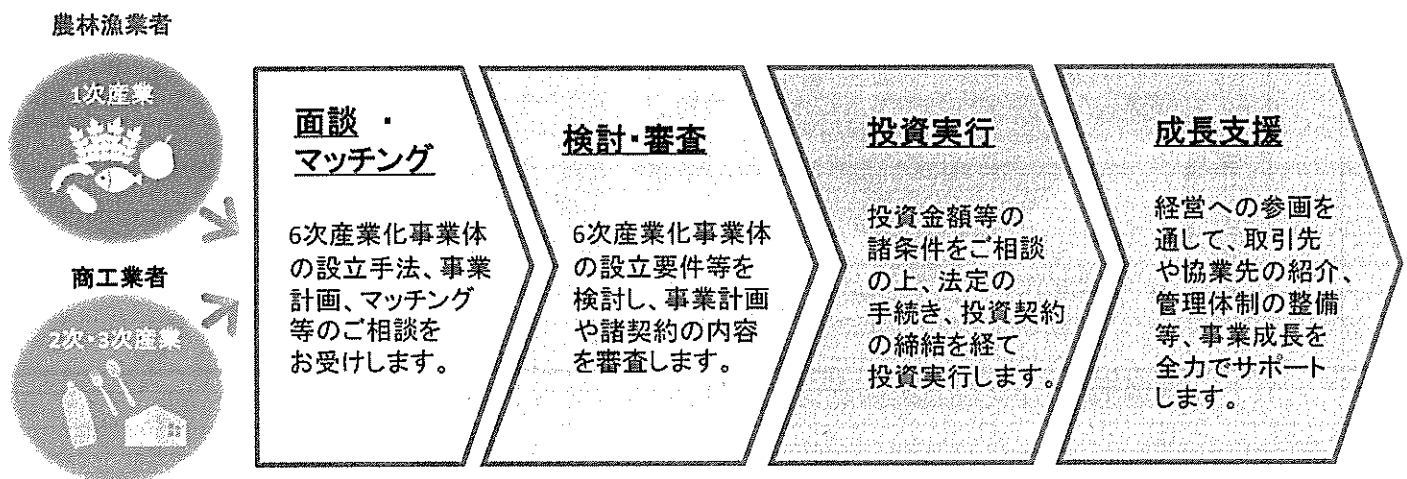 農林漁業者
1次産業
商工業者
2次・3次産業
面談・
マッチング
6次産業化事業体
の設立手法、事業
計画、マッチング
等のご相談を
お受けします。
検討・審査
6次産業化事業体
の設立要件等を
検討し、事業計画
や諸契約の内容
を審査します。
投資実行
投資金額等の
諸条件をご相談
の上、法定の
手続き、投資契約
の締結を経て
投資実行します。
成長支援
経営への参画を
通して、取引先
や協業先の紹介、
管理体制の整備
等、事業成長を
全力でサポート
します。